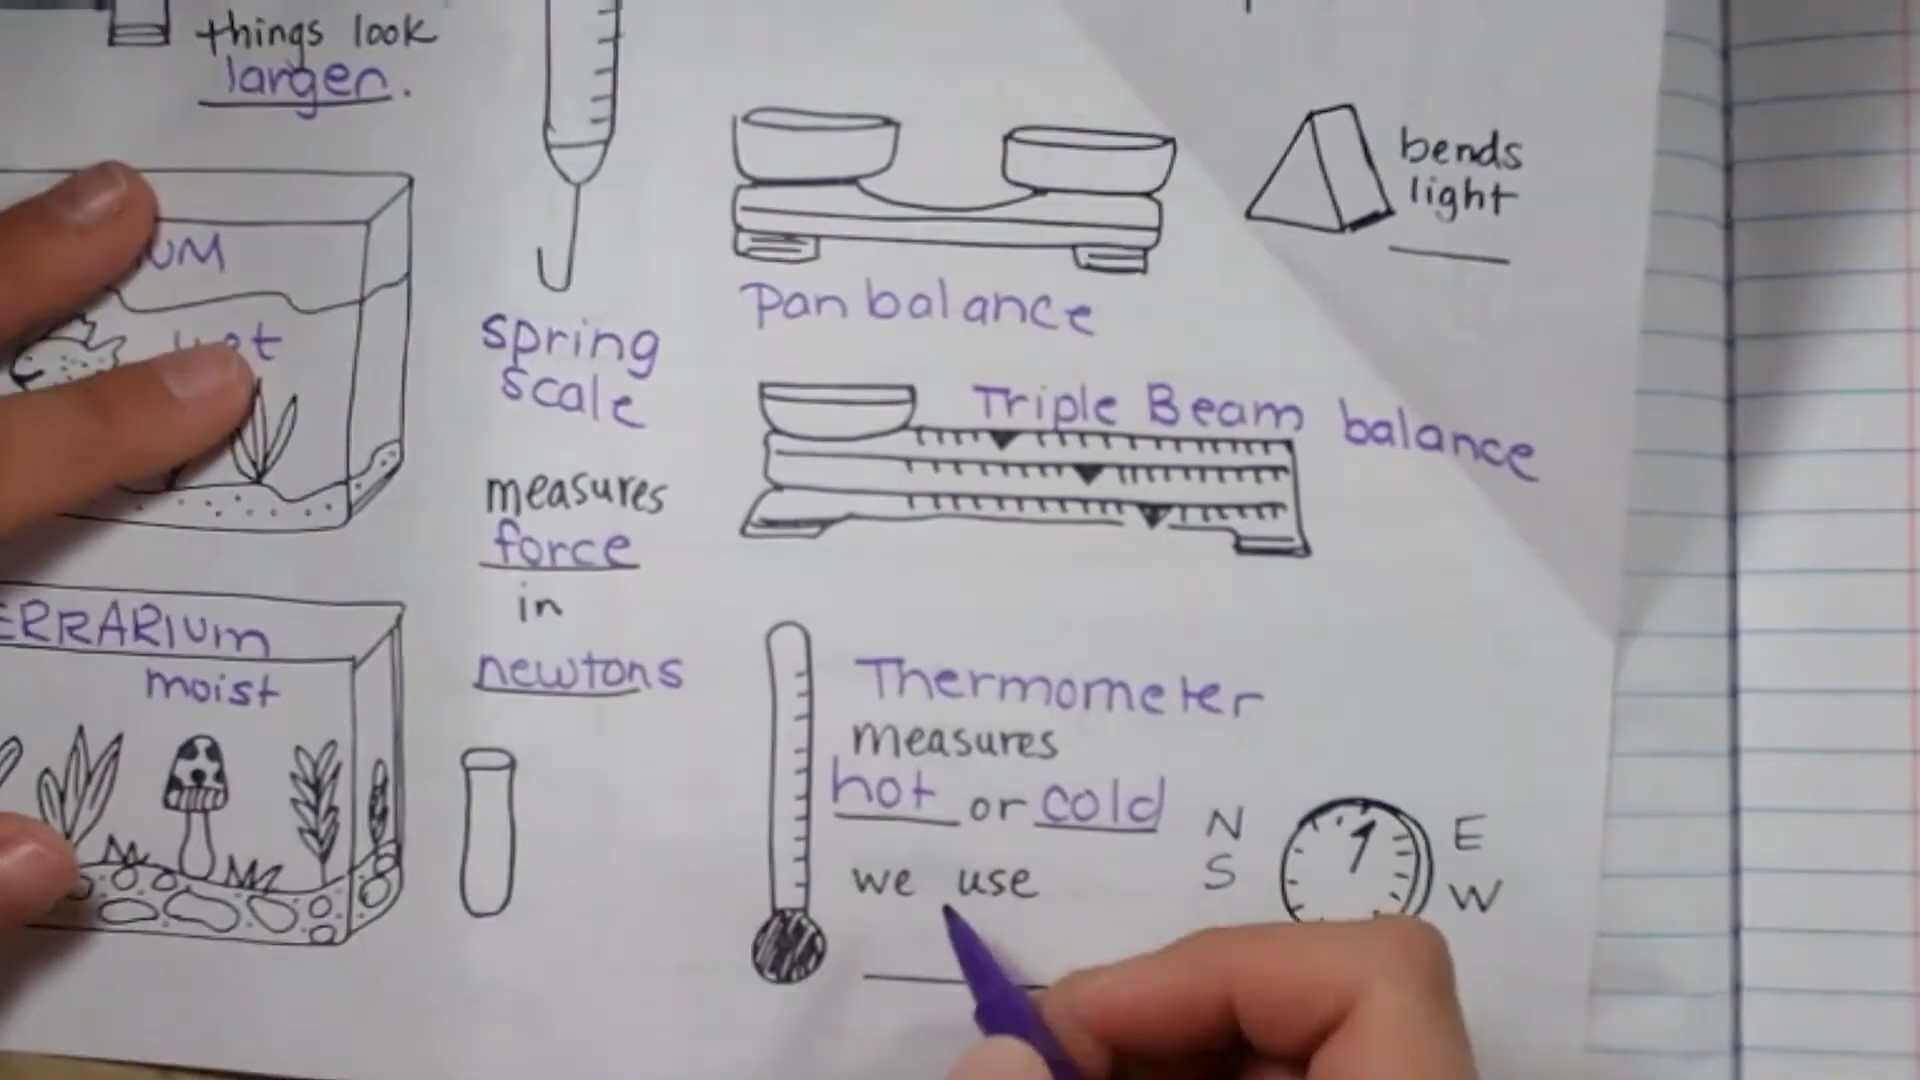 things look
larger.
bends
light
Pan balance
spring
scale
Triple Beam balance
measures
force
in
newtons
moist
Thermometer
measures
hot or cold
we use
N
S
E
W